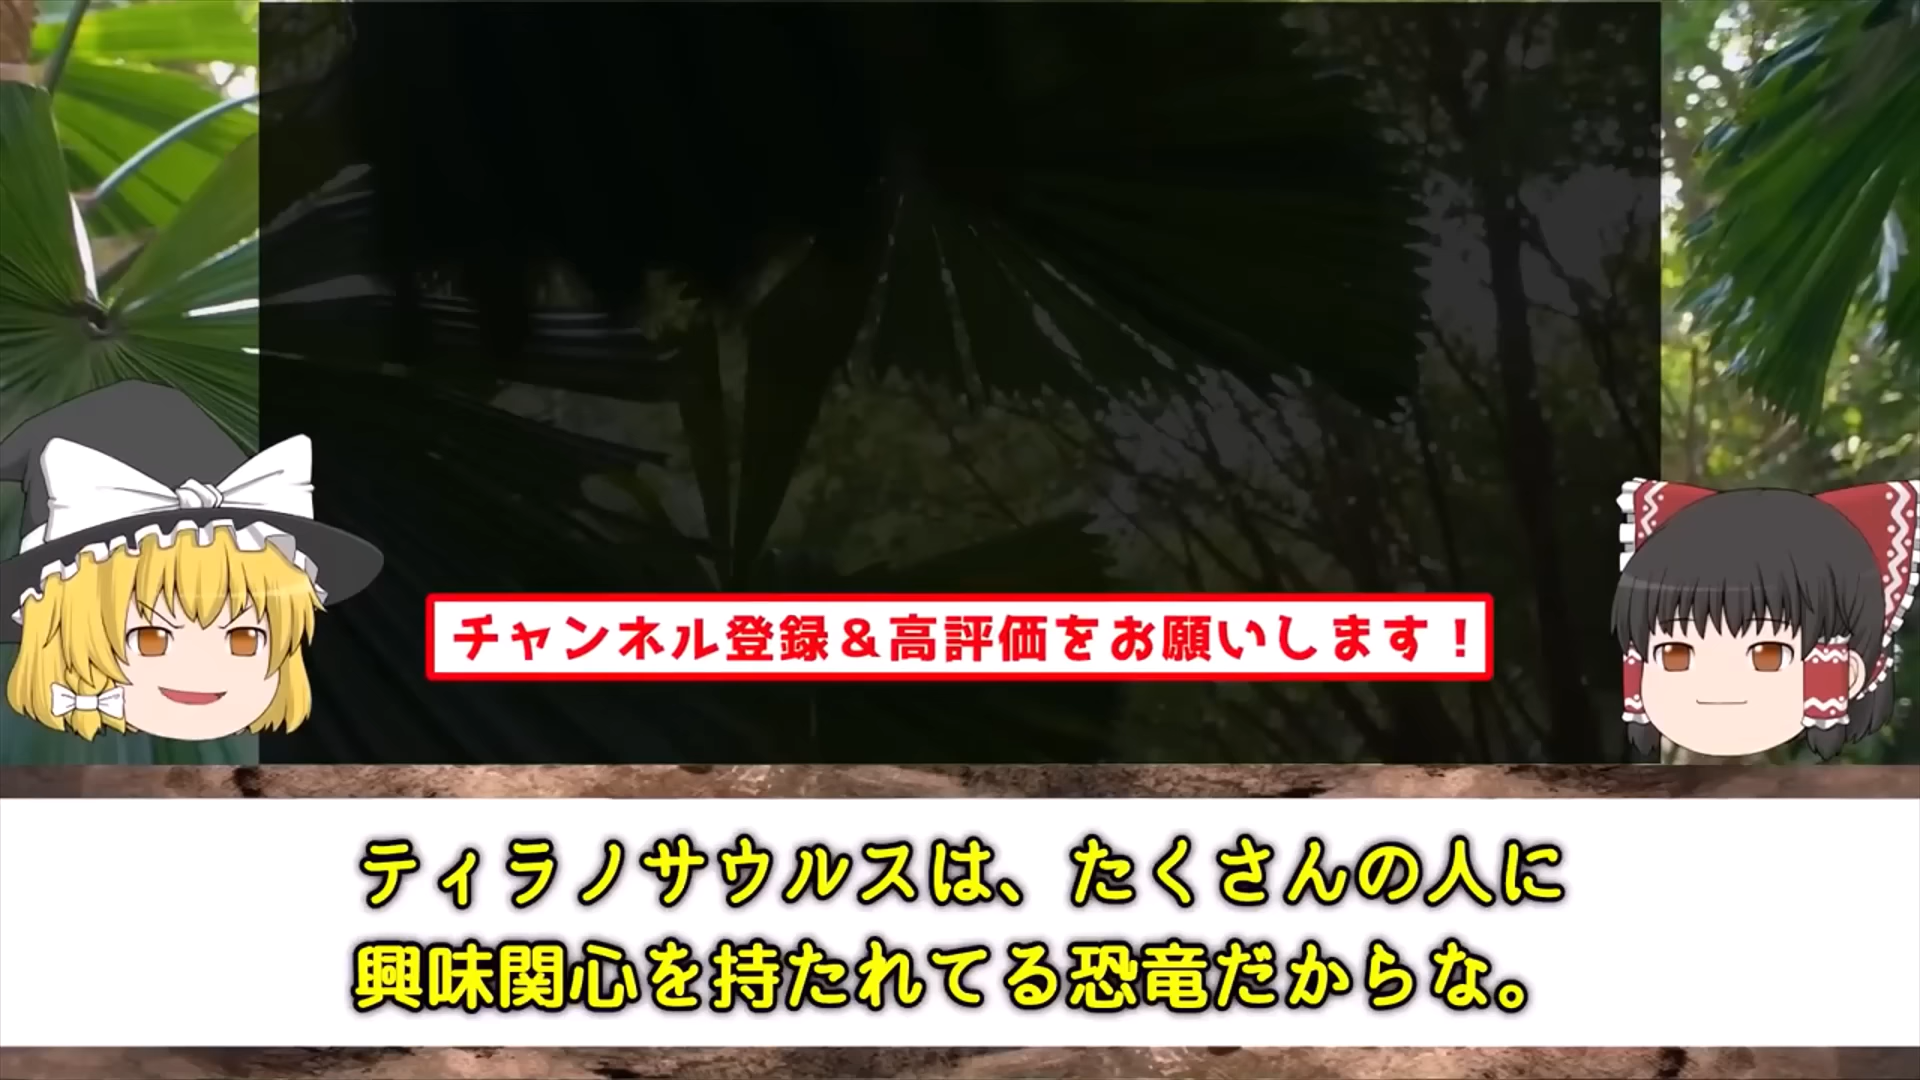 チャンネル登録＆高評価をお願いします！
ティラノサウルスは、たくさんの人に
興味関心を持たれてる恐竜だからな。